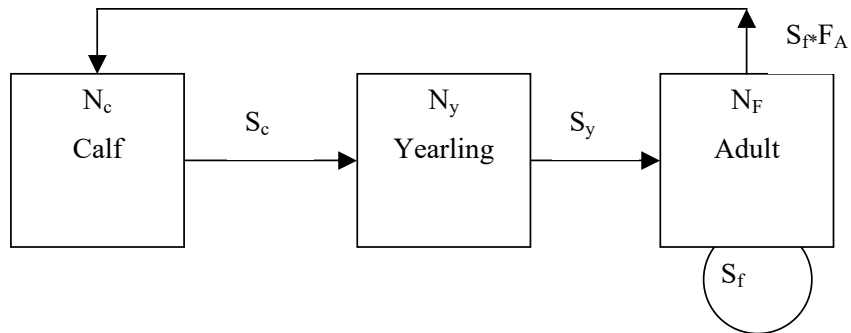 S_f*F_A
N_c
Calf
S_c
N_y
Yearling
S_y
N_F
Adult
S_f